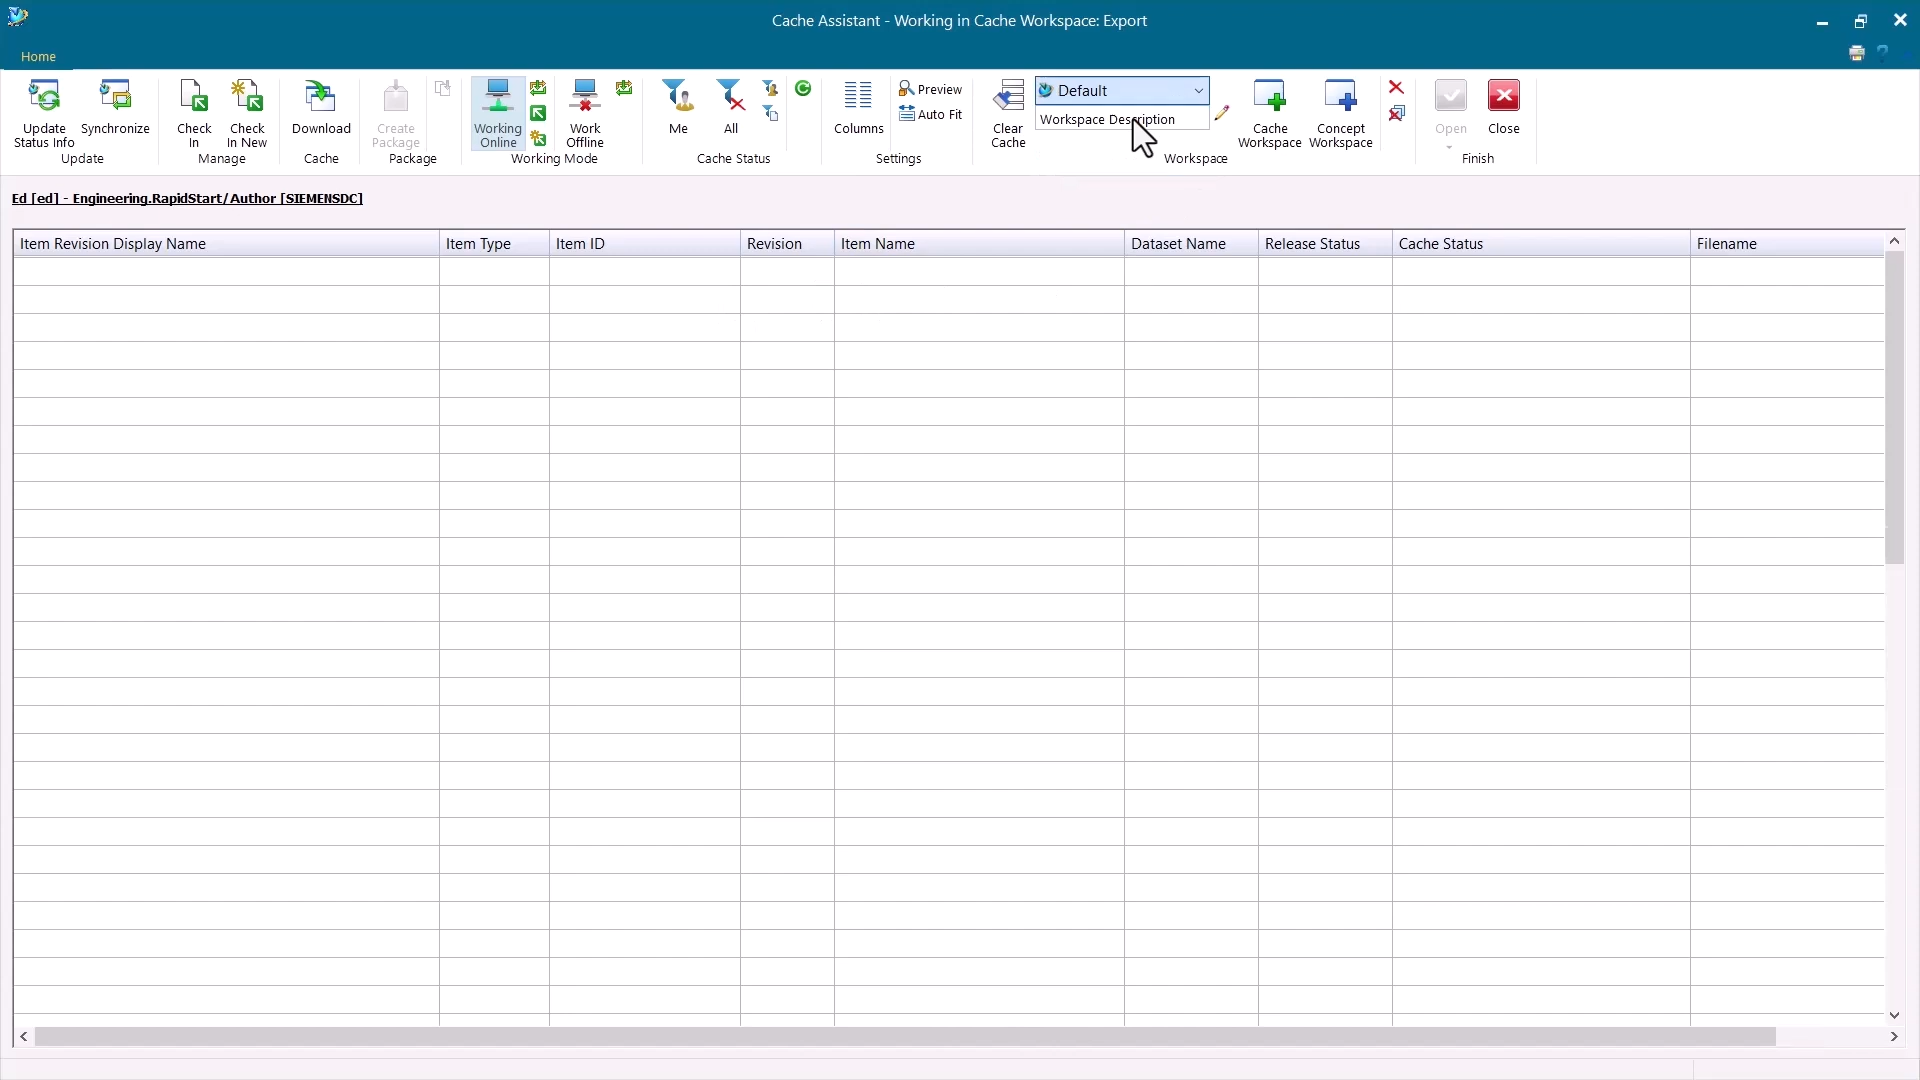 Cache Assistant - Working in Cache Workspace: Export
Home
Update Status Info
Synchronize
Update
Check In
Check In New
Manage
Download
Cache
Create Package
Package
Working Online
Work Offline
Working Mode
Me
All
Cache Status
Columns
Preview
Auto Fit
Settings
Clear Cache
Default
Workspace Description
Cache Workspace
Concept Workspace
Workspace
Open
Close
Finish
Ed [ed] - Engineering.RapidStart/Author [SIEMENSDC]
Item Revision Display Name Item Type Item ID Revision Item Name Dataset Name Release Status Cache Status Filename